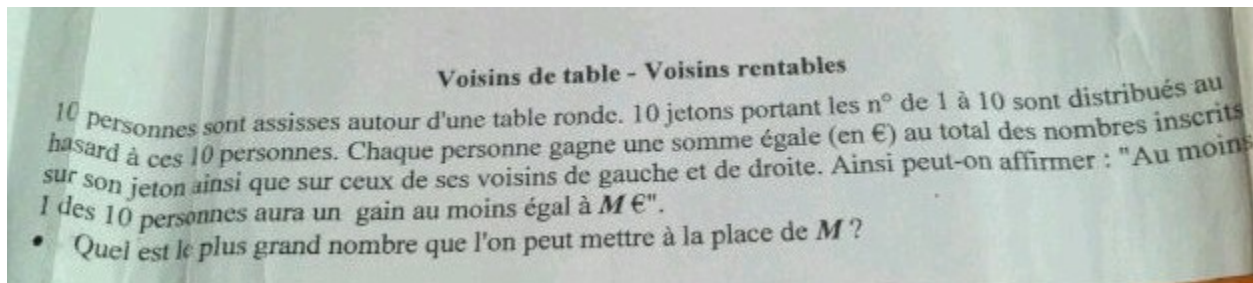 Voisins de table - Voisins rentables
10 personnes sont assisses autour d'une table ronde. 10 jetons portant les n° de 1 à 10 sont distribués au
hasard à ces 10 personnes. Chaque personne gagne une somme égale (en €) au total des nombres inscrits
sur son jeton ainsi que sur ceux de ses voisins de gauche et de droite. Ainsi peut-on affirmer : "Au moins
1 des 10 personnes aura un gain au moins égal à M €".
• Quel est le plus grand nombre que l'on peut mettre à la place de M ?